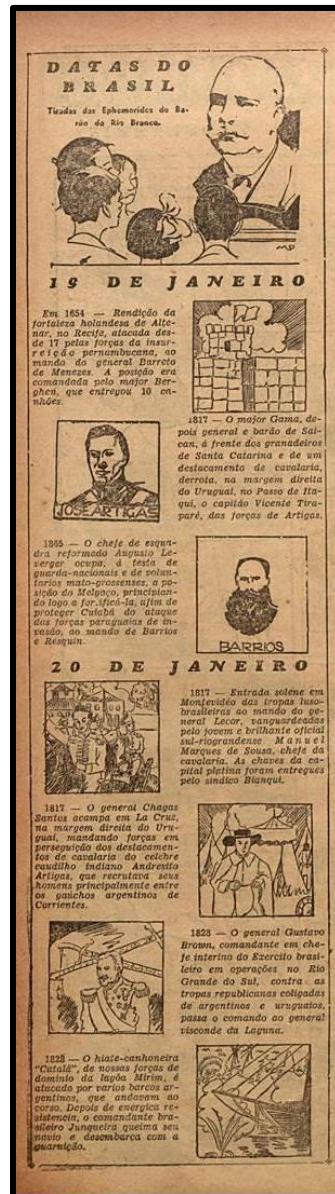 DATAS DO
BRASIL
Tiradas das Ephemerides do Ba-
rão do Rio Branco.
19 DE JANEIRO
Em 1654 — Rendição da
fortaleza holandesa de Alte-
nar, no Recife, atacada des-
de 17 pelas forças da insur-
reição pernambucana, ao
mando do general Barreto
de Menezes. A posição era
comandada pelo major Ber-
ghen, que entregou 10 ca-
nhões.
1817 — O major Gama, de-
pois general e barão de Sai-
can, á frente dos granadeiros
de Santa Catarina e de um
destacamento de cavalaria,
derrota, na margem direita
do Uruguai, no Passo de Ita-
qui, o capitão Vicente Tira-
paré, das forças de Artigas.
JOSE ARTIGAS
1865 — O chefe de esqua-
dra reformado Augusto Le-
verger ocupa, á testa de
guarda-nacionais e de volun-
tarios mato-grossenses, a po-
sição do Melgaço, principian-
do logo a for.ificá-la, afim de
proteger Cuiabá do ataque
das forças paraguaias de in-
vasão, ao mando de Barrios
e Resquin.
BARRIOS
20 DE JANEIRO
1817 — Entrada solene em
Montevidéo das tropas luso-
brasileiras ao mando do ge-
neral Lecor, vanguardeadas
pelo jovem e brilhante oficial
sul-riograndense Manuel
Marques de Sousa, chefe da
cavalaria. As chaves da ca-
pital platina foram entregues
pelo sindico Bianqui.
1817 — O general Chagas
Santos acampa em La Cruz,
na margem direita do Uru-
guai, mandando forças em
perseguição dos destacamen-
tos de cavalaria do celebre
caudilho indiano Andresito
Artigas, que recrutava seus
homens principalmente entre
os gaúchos argentinos de
Corrientes.
1828 — O general Gustavo
Brown, comandante em che-
fe interino do Exercito brasi-
leiro em operações no Rio
Grande do Sul, contra as
tropas republicanas coligadas
de argentinos e uruguaios,
passa o comando ao general
visconde da Laguna.
1828 — O hiate-canhoneira
"Catalá", de nossas forças de
dominio da lagôa Mirim, é
atacado por varios barcos ar-
gentinos, que andavam ao
corso. Depois de energica re-
sistencia, o comandante bra-
sileiro Junqueira queima seu
navio e desembarca com a
guarnição.